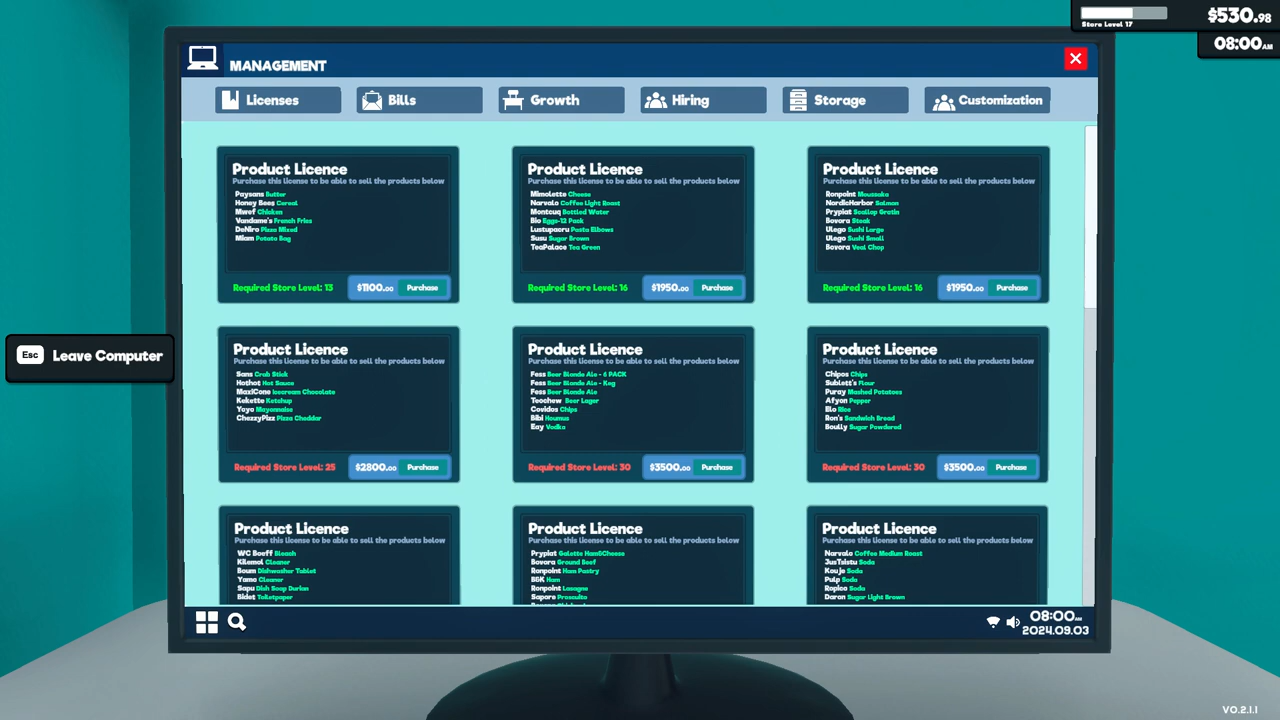 $530.98
Store Level 17
08:00AM
MANAGEMENT
Licenses
Bills
Growth
Hiring
Storage
Customization
Product Licence
Purchase this license to be able to sell the products below
Paysans Butter
Honey Bees Cereal
Mwef Chicken
Vandame's French Fries
DeNiro Pizza Mixed
Miam Potato Bag
Required Store Level: 13
$1100.00
Purchase
Product Licence
Purchase this license to be able to sell the products below
Mimolette Cheese
Narvalo Coffee Light Roast
Montcuq Bottled Water
Bio Eggs-12 Pack
Lustupacru Pasta Elbows
Susu Sugar Brown
TeaPalace Tea Green
Required Store Level: 16
$1950.00
Purchase
Product Licence
Purchase this license to be able to sell the products below
Ronpoint Moussaka
NordicHarbor Salmon
Prypiat Scallop Gratin
Bovora Steak
Ulego Sushi Large
Ulego Sushi Small
Bovora Veal Chop
Required Store Level: 16
$1950.00
Purchase
Esc
Leave Computer
Product Licence
Purchase this license to be able to sell the products below
Sans Crab Stick
Hothot Hot Sauce
MaxiCone Icecream Chocolate
Kekette Ketchup
Yoyo Mayonnaise
ChezzyPizz Pizza Cheddar
Required Store Level: 25
$2800.00
Purchase
Product Licence
Purchase this license to be able to sell the products below
Fess Beer Blonde Ale - 6 PACK
Fess Beer Blonde Ale - Keg
Fess Beer Blonde Ale
Teochew Beer Lager
Covidos Chips
Bibi Houmus
Eay Vodka
Required Store Level: 30
$3500.00
Purchase
Product Licence
Purchase this license to be able to sell the products below
Chipos Chips
Sublett's Flour
Puray Mashed Potatoes
Afyon Pepper
Elo Rice
Ron's Sandwich Bread
Boully Sugar Powdered
Required Store Level: 30
$3500.00
Purchase
Product Licence
Purchase this license to be able to sell the products below
WC Boeff Bleach
Kilemol Cleaner
Boum Dishwasher Tablet
Yama Cleaner
Sapu Dish Soap Durian
Bidet Toiletpaper
Product Licence
Purchase this license to be able to sell the products below
Prypiat Galette Ham&Cheese
Bovora Ground Beef
Ronpoint Ham Pastry
B&K Ham
Ronpoint Lasagna
Sapore Prosciutto
Product Licence
Purchase this license to be able to sell the products below
Narvalo Coffee Medium Roast
JusTsistu Soda
Kouje Soda
Pulp Soda
Ropico Soda
Daron Sugar Light Brown
08:00AM
2024.09.03
V0.2.1.1